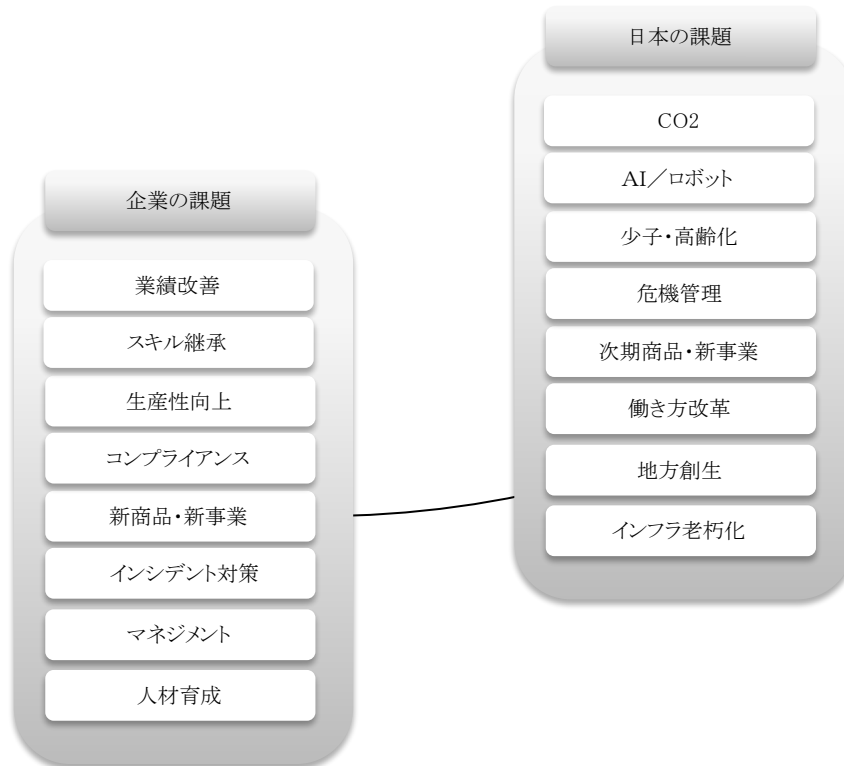 日本の課題
CO2
AI／ロボット
少子・高齢化
危機管理
次期商品・新事業
働き方改革
地方創生
インフラ老朽化
企業の課題
業績改善
スキル継承
生産性向上
コンプライアンス
新商品・新事業
インシデント対策
マネジメント
人材育成